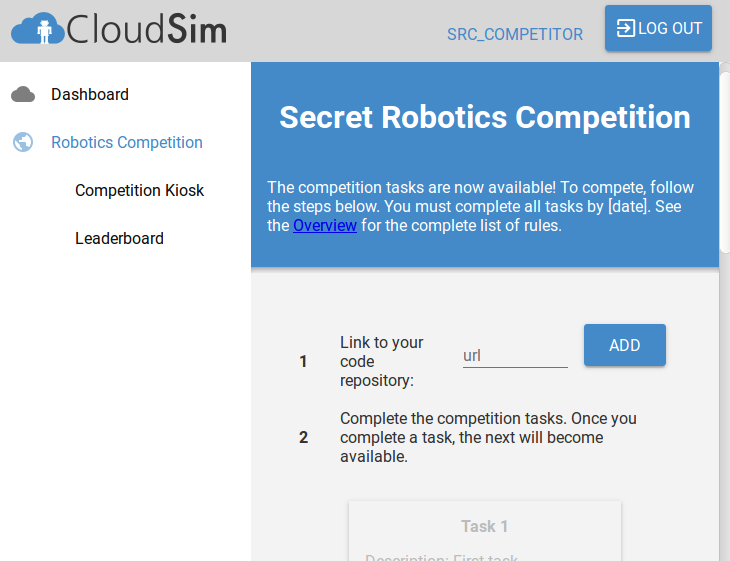 CloudSim
SRC_COMPETITOR
LOG OUT
Dashboard
Robotics Competition
Competition Kiosk
Leaderboard
Secret Robotics Competition
The competition tasks are now available! To compete, follow
the steps below. You must complete all tasks by [date]. See
the Overview for the complete list of rules.
1
Link to your
code
repository:
url
ADD
2
Complete the competition tasks. Once you
complete a task, the next will become
available.
Task 1
Description: First task